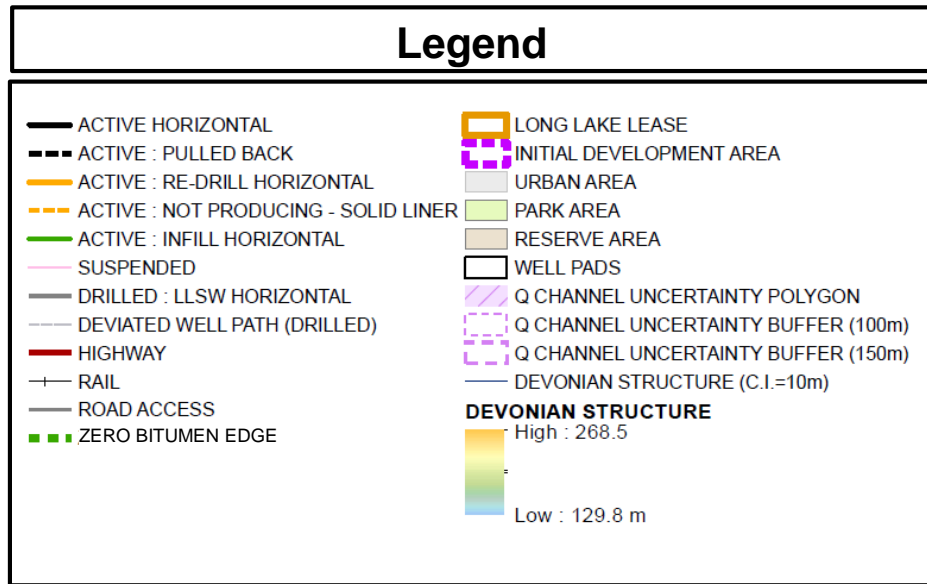 Legend
ACTIVE HORIZONTAL
ACTIVE : PULLED BACK
ACTIVE : RE-DRILL HORIZONTAL
ACTIVE : NOT PRODUCING - SOLID LINER
ACTIVE : INFILL HORIZONTAL
SUSPENDED
DRILLED : LLSW HORIZONTAL
DEVIATED WELL PATH (DRILLED)
HIGHWAY
RAIL
ROAD ACCESS
ZERO BITUMEN EDGE
LONG LAKE LEASE
INITIAL DEVELOPMENT AREA
URBAN AREA
PARK AREA
RESERVE AREA
WELL PADS
Q CHANNEL UNCERTAINTY POLYGON
Q CHANNEL UNCERTAINTY BUFFER (100m)
Q CHANNEL UNCERTAINTY BUFFER (150m)
DEVONIAN STRUCTURE (C.I.=10m)
DEVONIAN STRUCTURE
High : 268.5
Low : 129.8 m